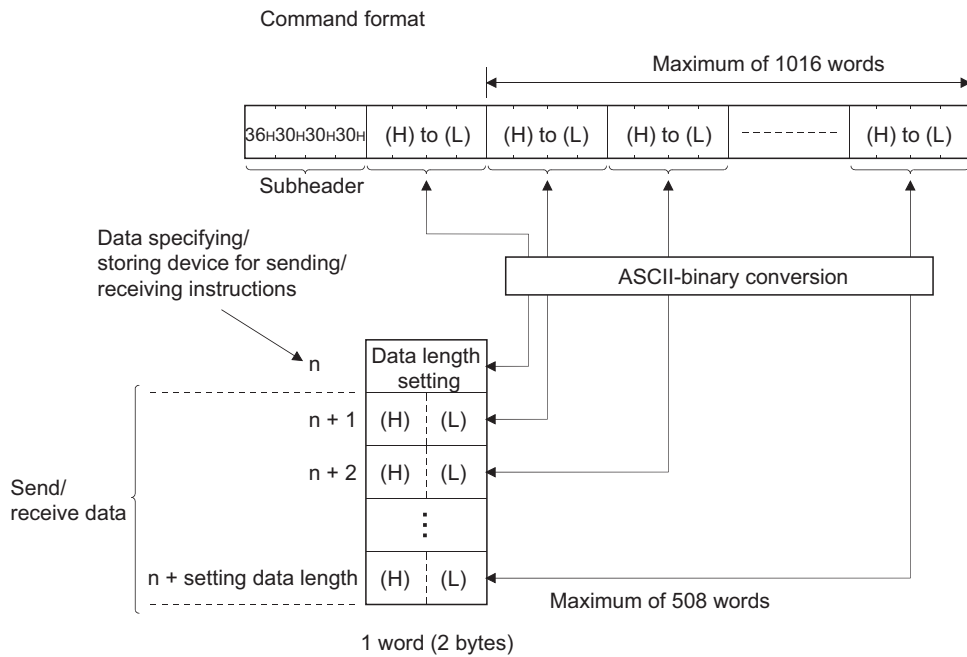 Command format
Maximum of 1016 words
36H30H30H30H (H) to (L) (H) to (L) (H) to (L) (H) to (L)
Subheader
Data specifying/
storing device for sending/
receiving instructions
ASCII-binary conversion
n
Data length
setting
n + 1 (H) (L)
n + 2 (H) (L)
Send/
receive data
n + setting data length (H) (L)
Maximum of 508 words
1 word (2 bytes)